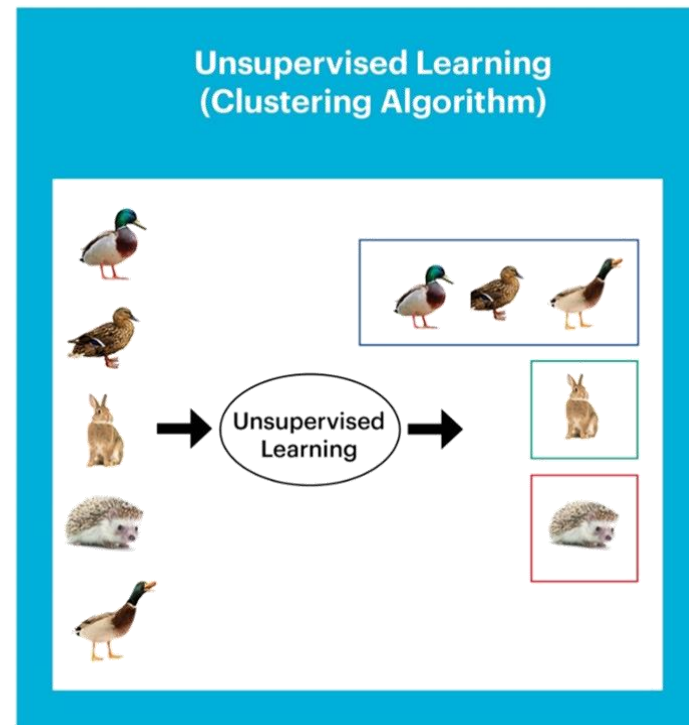 Unsupervised Learning
(Clustering Algorithm)
Unsupervised
Learning